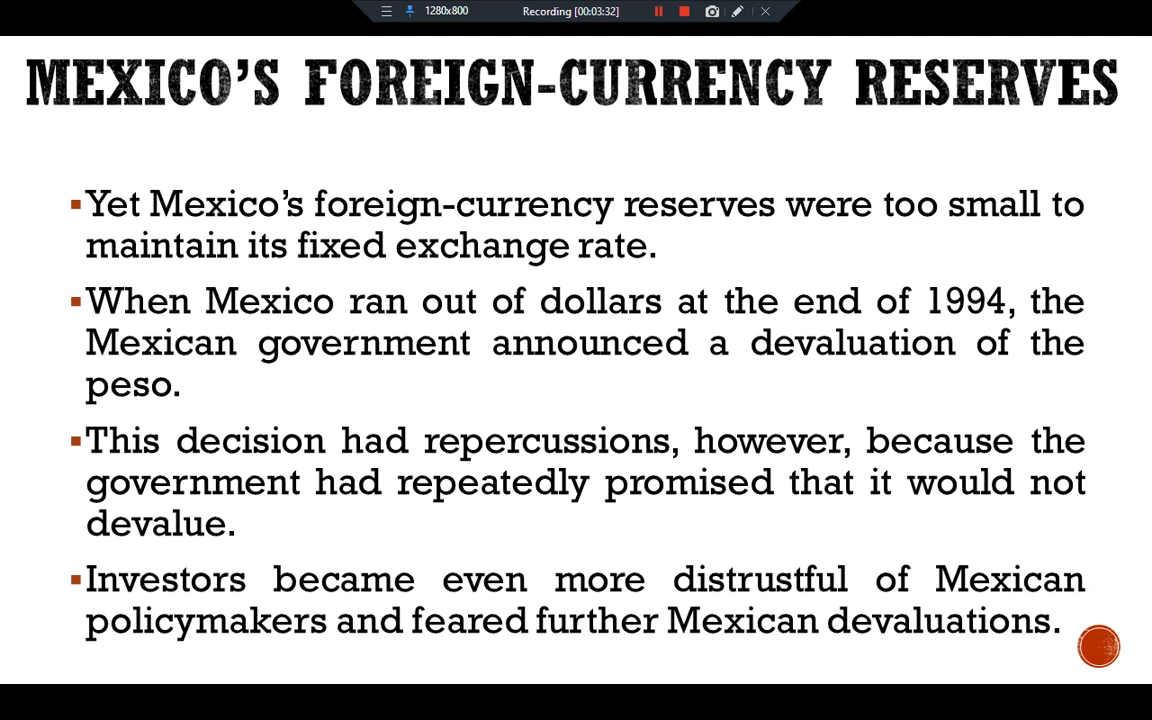 1280x800 Recording [00:03:32]
MEXICO’S FOREIGN-CURRENCY RESERVES
▪Yet Mexico’s foreign-currency reserves were too small to
maintain its fixed exchange rate.
▪When Mexico ran out of dollars at the end of 1994, the
Mexican government announced a devaluation of the
peso.
▪This decision had repercussions, however, because the
government had repeatedly promised that it would not
devalue.
▪Investors became even more distrustful of Mexican
policymakers and feared further Mexican devaluations.